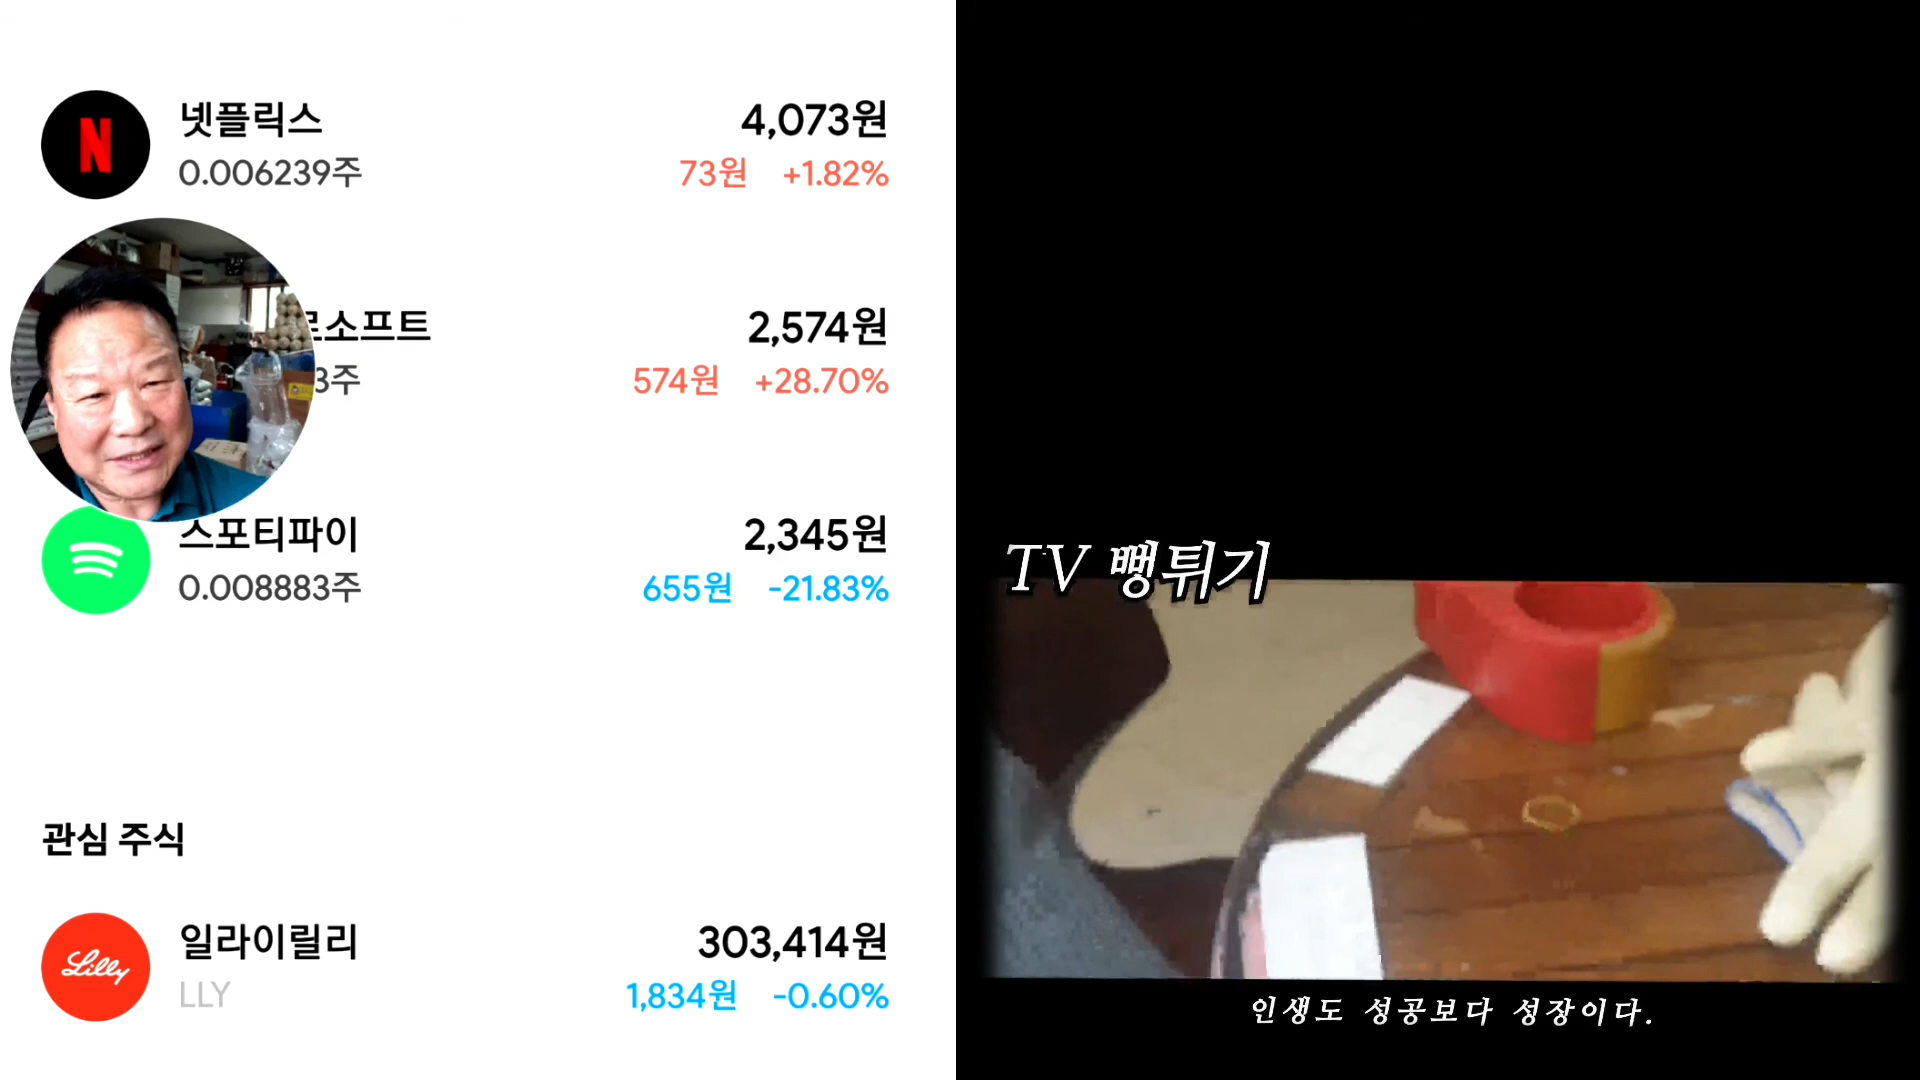 N
넷플릭스
4,073원
0.006239주
73원 +1.82%
로소프트
2,574원
3주
574원 +28.70%
스포티파이
2,345원
0.008883주
655원 -21.83%
관심 주식
Lilly
일라이릴리
303,414원
LLY
1,834원 -0.60%
TV 뻥튀기
인생도 성공보다 성장이다.